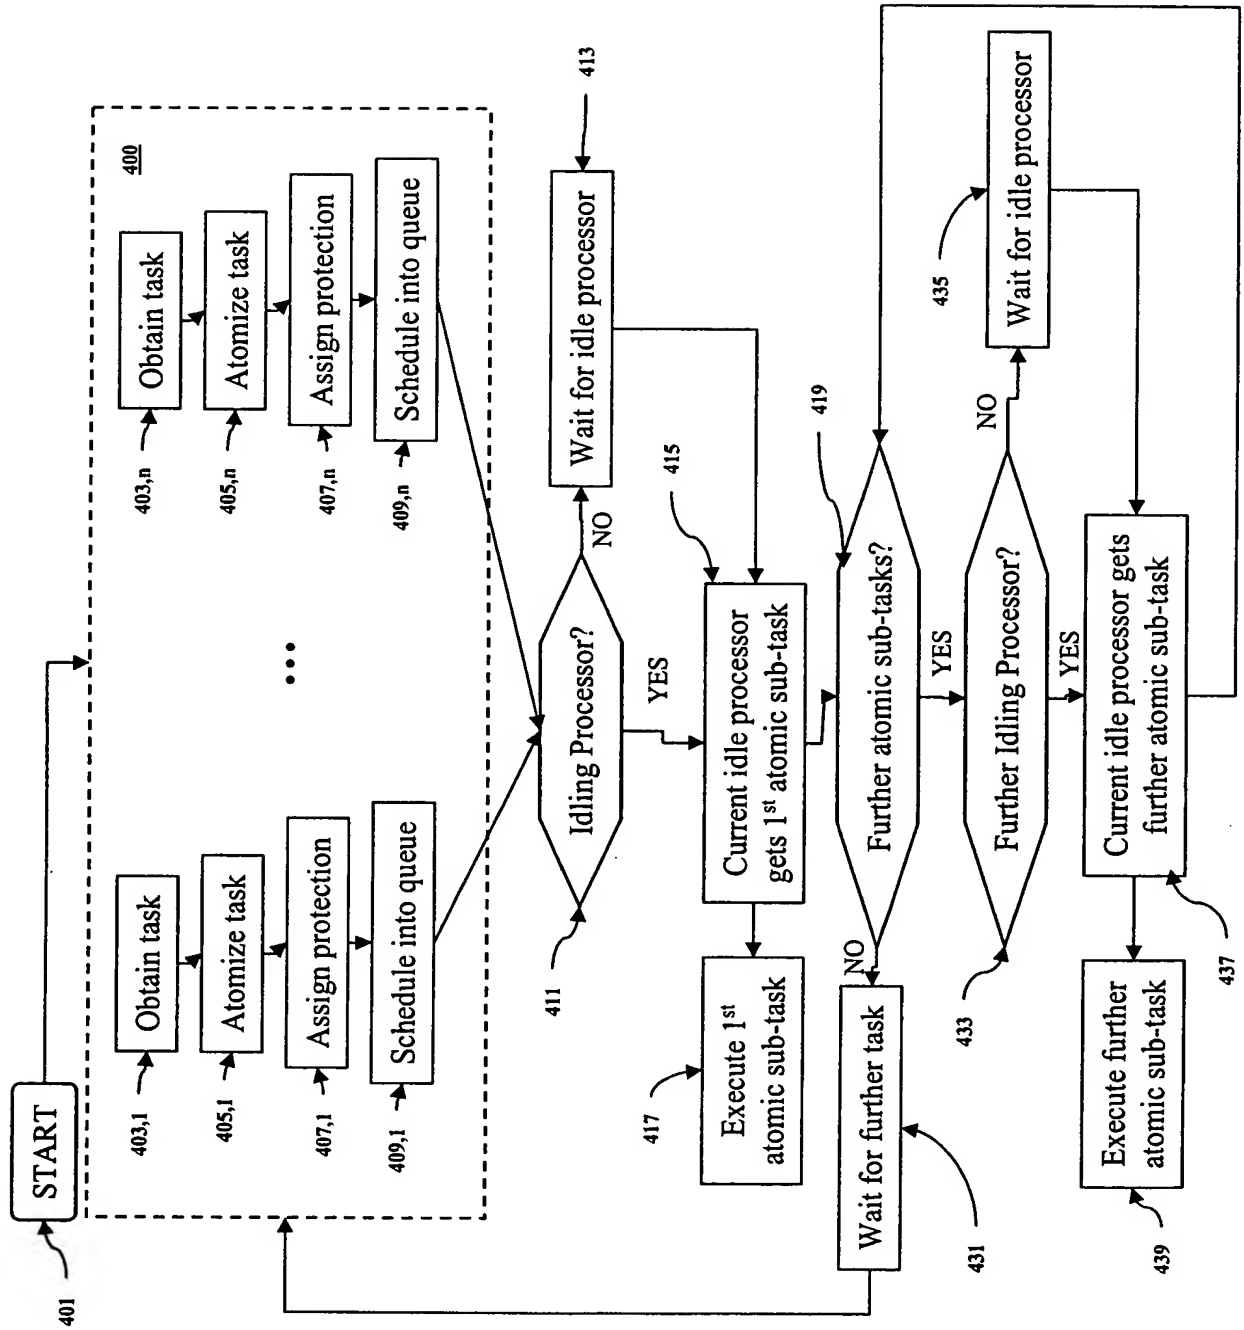 401
START
400
403,1
Obtain task
405,1
Atomize task
407,1
Assign protection
409,1
Schedule into queue
...
403,n
Obtain task
405,n
Atomize task
407,n
Assign protection
409,n
Schedule into queue
411
Idling Processor?
NO
413
Wait for idle processor
YES
415
Current idle processor
gets 1st atomic sub-task
417
Execute 1st
atomic sub-task
419
Further atomic sub-tasks?
NO
431
Wait for further task
YES
433
Further Idling Processor?
NO
435
Wait for idle processor
YES
437
Current idle processor gets
further atomic sub-task
439
Execute further
atomic sub-task